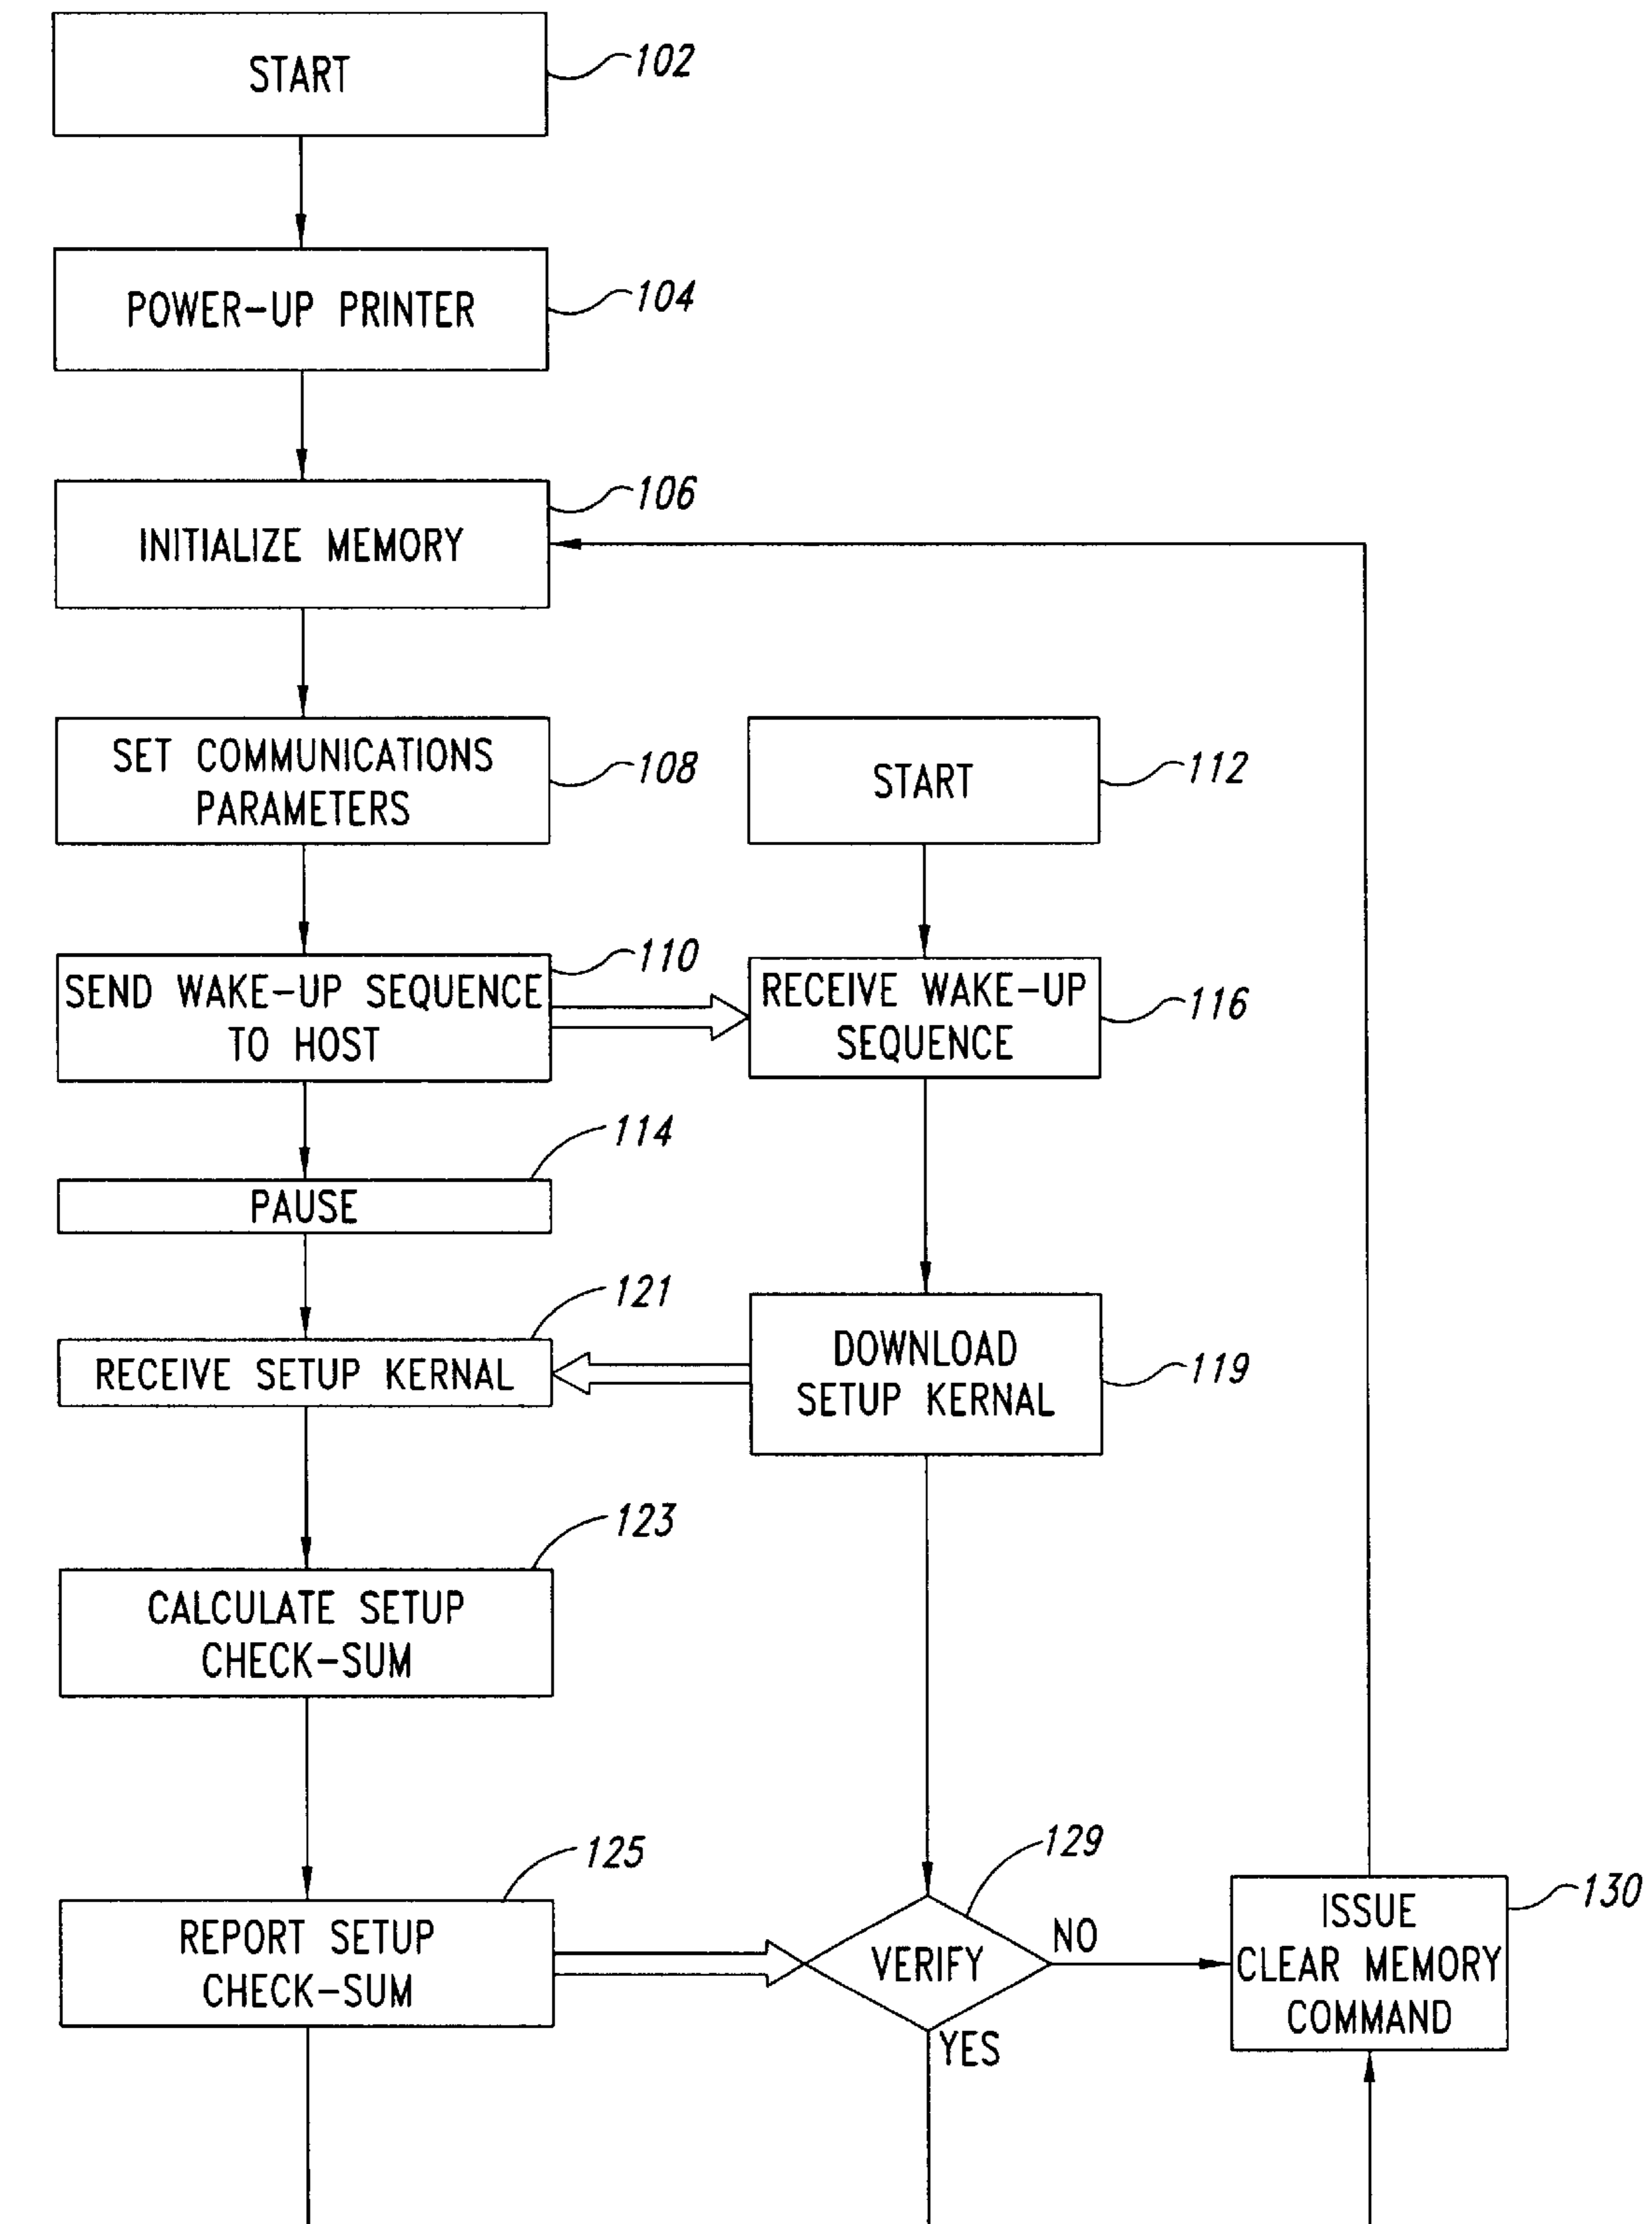 START
102
POWER-UP PRINTER
104
INITIALIZE MEMORY
106
SET COMMUNICATIONS
PARAMETERS
108
START
112
SEND WAKE-UP SEQUENCE
TO HOST
110
RECEIVE WAKE-UP
SEQUENCE
116
PAUSE
114
RECEIVE SETUP KERNAL
121
DOWNLOAD
SETUP KERNAL
119
CALCULATE SETUP
CHECK-SUM
123
REPORT SETUP
CHECK-SUM
125
VERIFY
129
NO
YES
ISSUE
CLEAR MEMORY
COMMAND
130